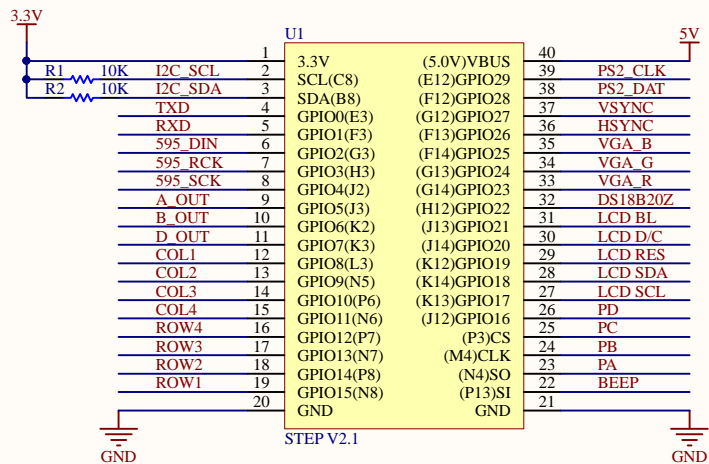 3.3V
U1
5V
1 3.3V (5.0V)VBUS 40
R1 10K I2C_SCL 2 SCL(C8) (E12)GPIO29 39 PS2_CLK
R2 10K I2C_SDA 3 SDA(B8) (F12)GPIO28 38 PS2_DAT
TXD 4 GPIO0(E3) (G12)GPIO27 37 VSYNC
RXD 5 GPIO1(F3) (F13)GPIO26 36 HSYNC
595_DIN 6 GPIO2(G3) (F14)GPIO25 35 VGA_B
595_RCK 7 GPIO3(H3) (G13)GPIO24 34 VGA_G
595_SCK 8 GPIO4(J2) (G14)GPIO23 33 VGA_R
A_OUT 9 GPIO5(J3) (H12)GPIO22 32 DS18B20Z
B_OUT 10 GPIO6(K2) (J13)GPIO21 31 LCD BL
D_OUT 11 GPIO7(K3) (J14)GPIO20 30 LCD D/C
COL1 12 GPIO8(L3) (K12)GPIO19 29 LCD RES
COL2 13 GPIO9(N5) (K14)GPIO18 28 LCD SDA
COL3 14 GPIO10(P6) (K13)GPIO17 27 LCD SCL
COL4 15 GPIO11(N6) (J12)GPIO16 26 PD
ROW4 16 GPIO12(P7) (P3)CS 25 PC
ROW3 17 GPIO13(N7) (M4)CLK 24 PB
ROW2 18 GPIO14(P8) (N4)SO 23 PA
ROW1 19 GPIO15(N8) (P13)SI 22 BEEP
20 GND GND 21
STEP V2.1
GND
GND